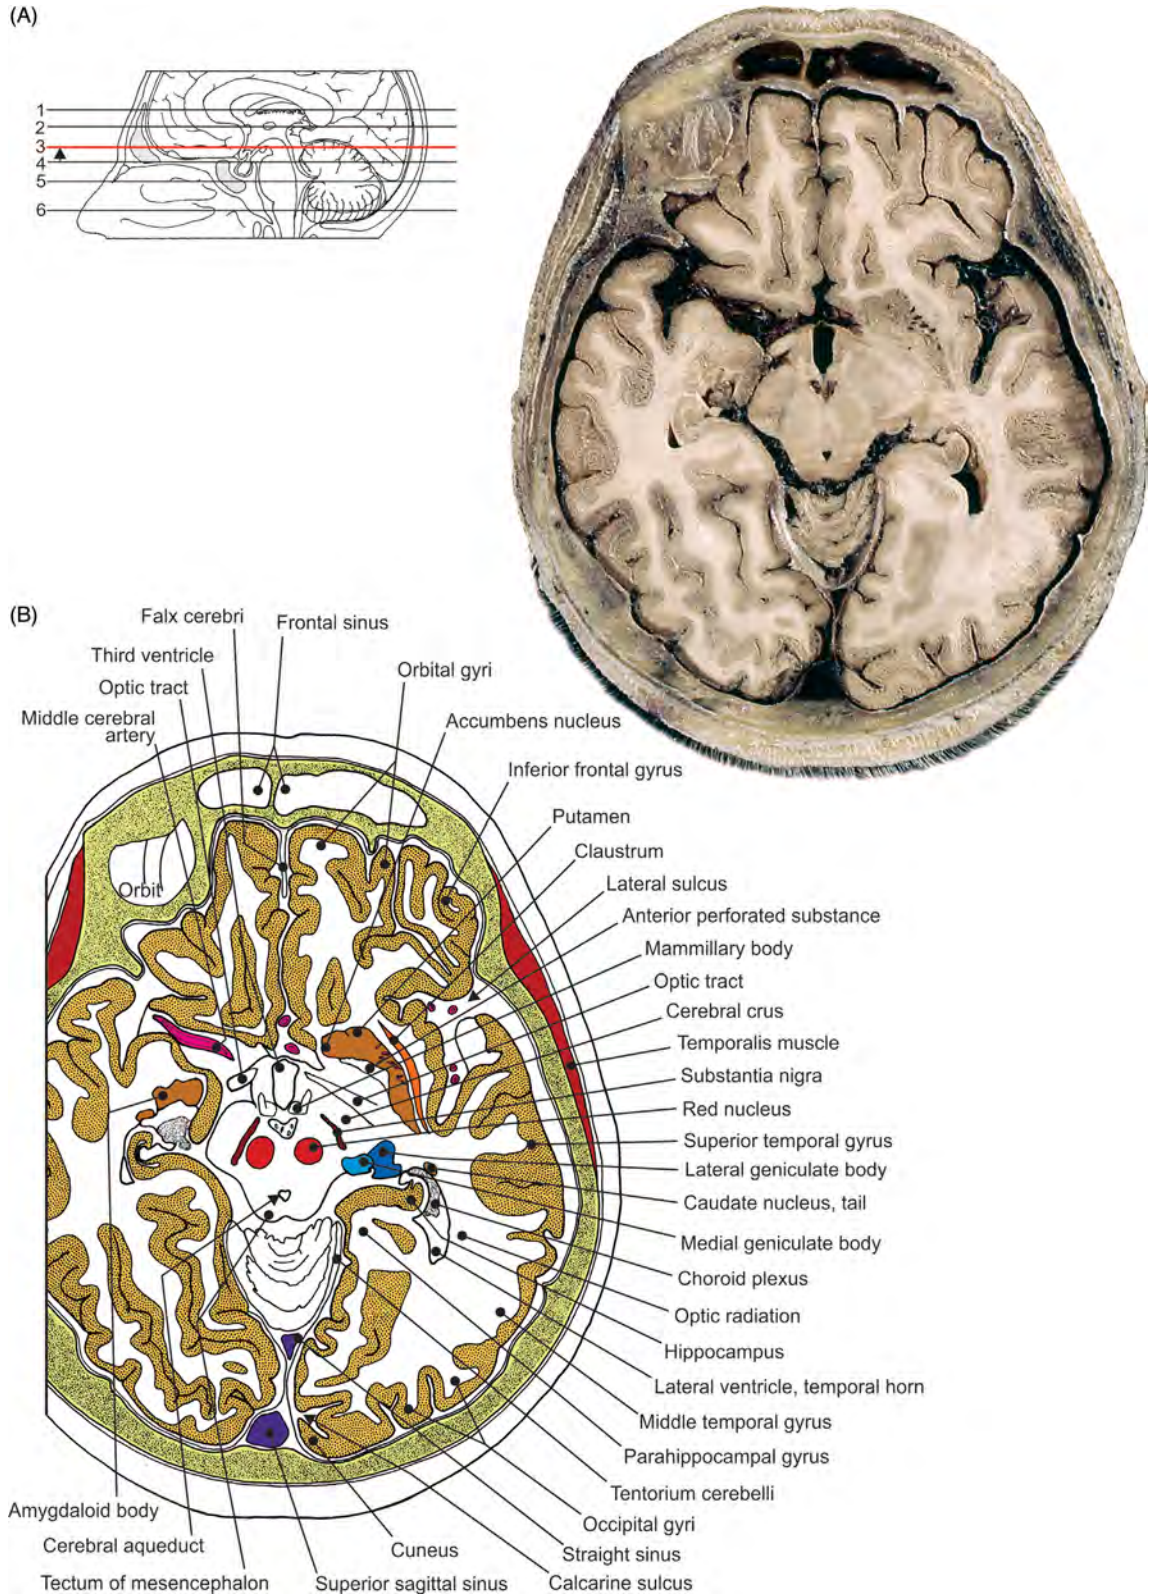 (A)
1
2
3
4
5
6
(B)
Falx cerebri
Frontal sinus
Third ventricle
Orbital gyri
Optic tract
Middle cerebral
artery
Accumbens nucleus
Inferior frontal gyrus
Putamen
Claustrum
Lateral sulcus
Anterior perforated substance
Mammillary body
Optic tract
Cerebral crus
Temporalis muscle
Substantia nigra
Red nucleus
Superior temporal gyrus
Lateral geniculate body
Caudate nucleus, tail
Medial geniculate body
Choroid plexus
Optic radiation
Hippocampus
Lateral ventricle, temporal horn
Middle temporal gyrus
Parahippocampal gyrus
Tentorium cerebelli
Occipital gyri
Straight sinus
Calcarine sulcus
Orbit
Amygdaloid body
Cerebral aqueduct
Tectum of mesencephalon
Cuneus
Superior sagittal sinus